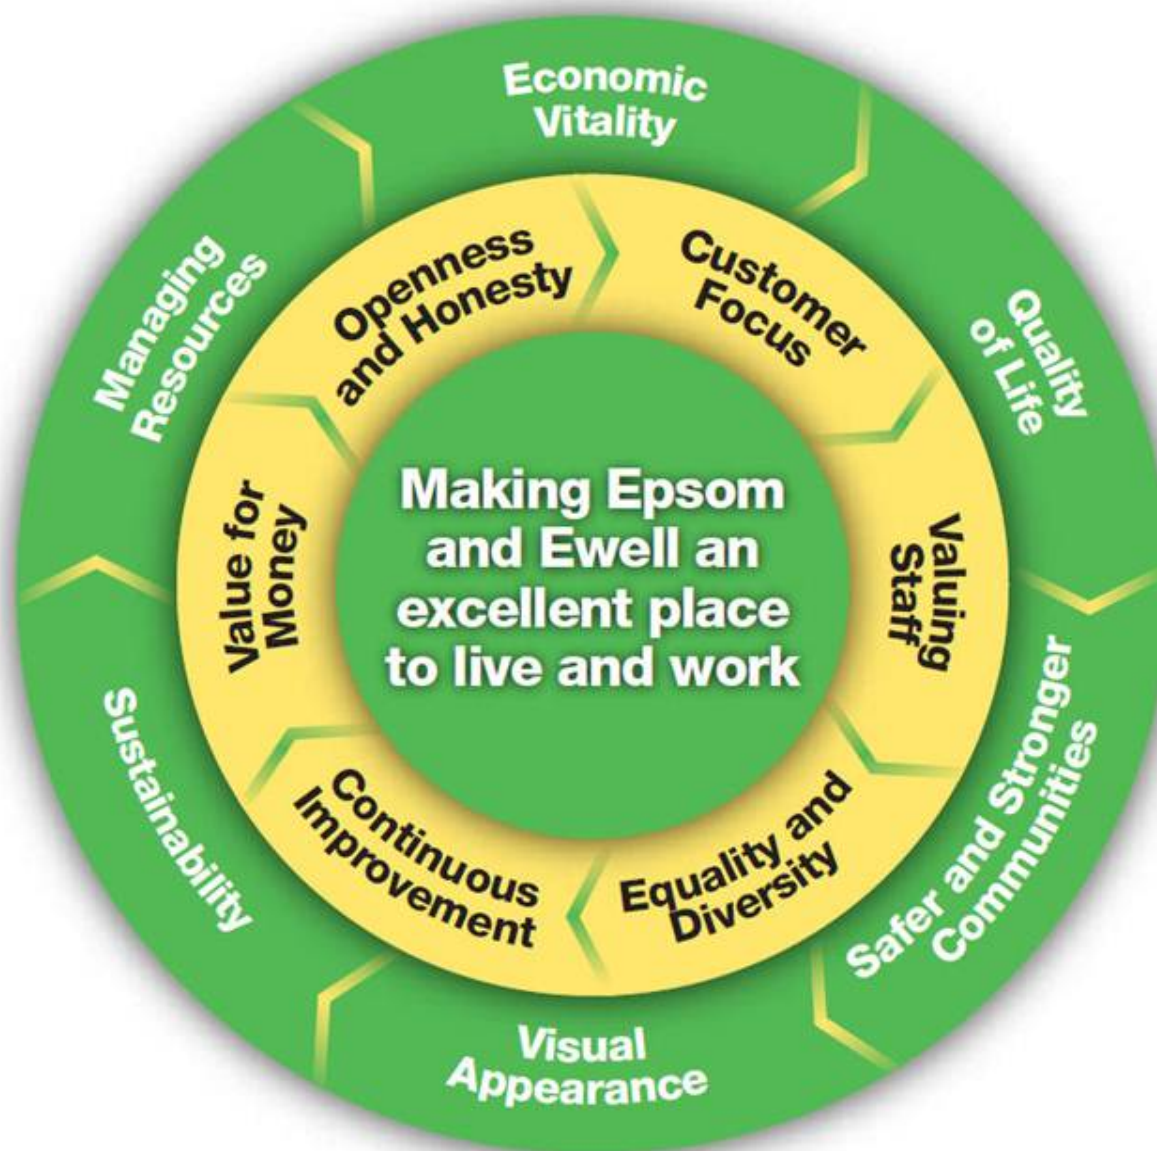 Economic
Vitality
Quality
of Life
Safer and Stronger
Communities
Visual
Appearance
Sustainability
Managing
Resources
Openness
and Honesty
Customer
Focus
Valuing
Staff
Equality and
Diversity
Continuous
Improvement
Value for
Money
Making Epsom
and Ewell an
excellent place
to live and work